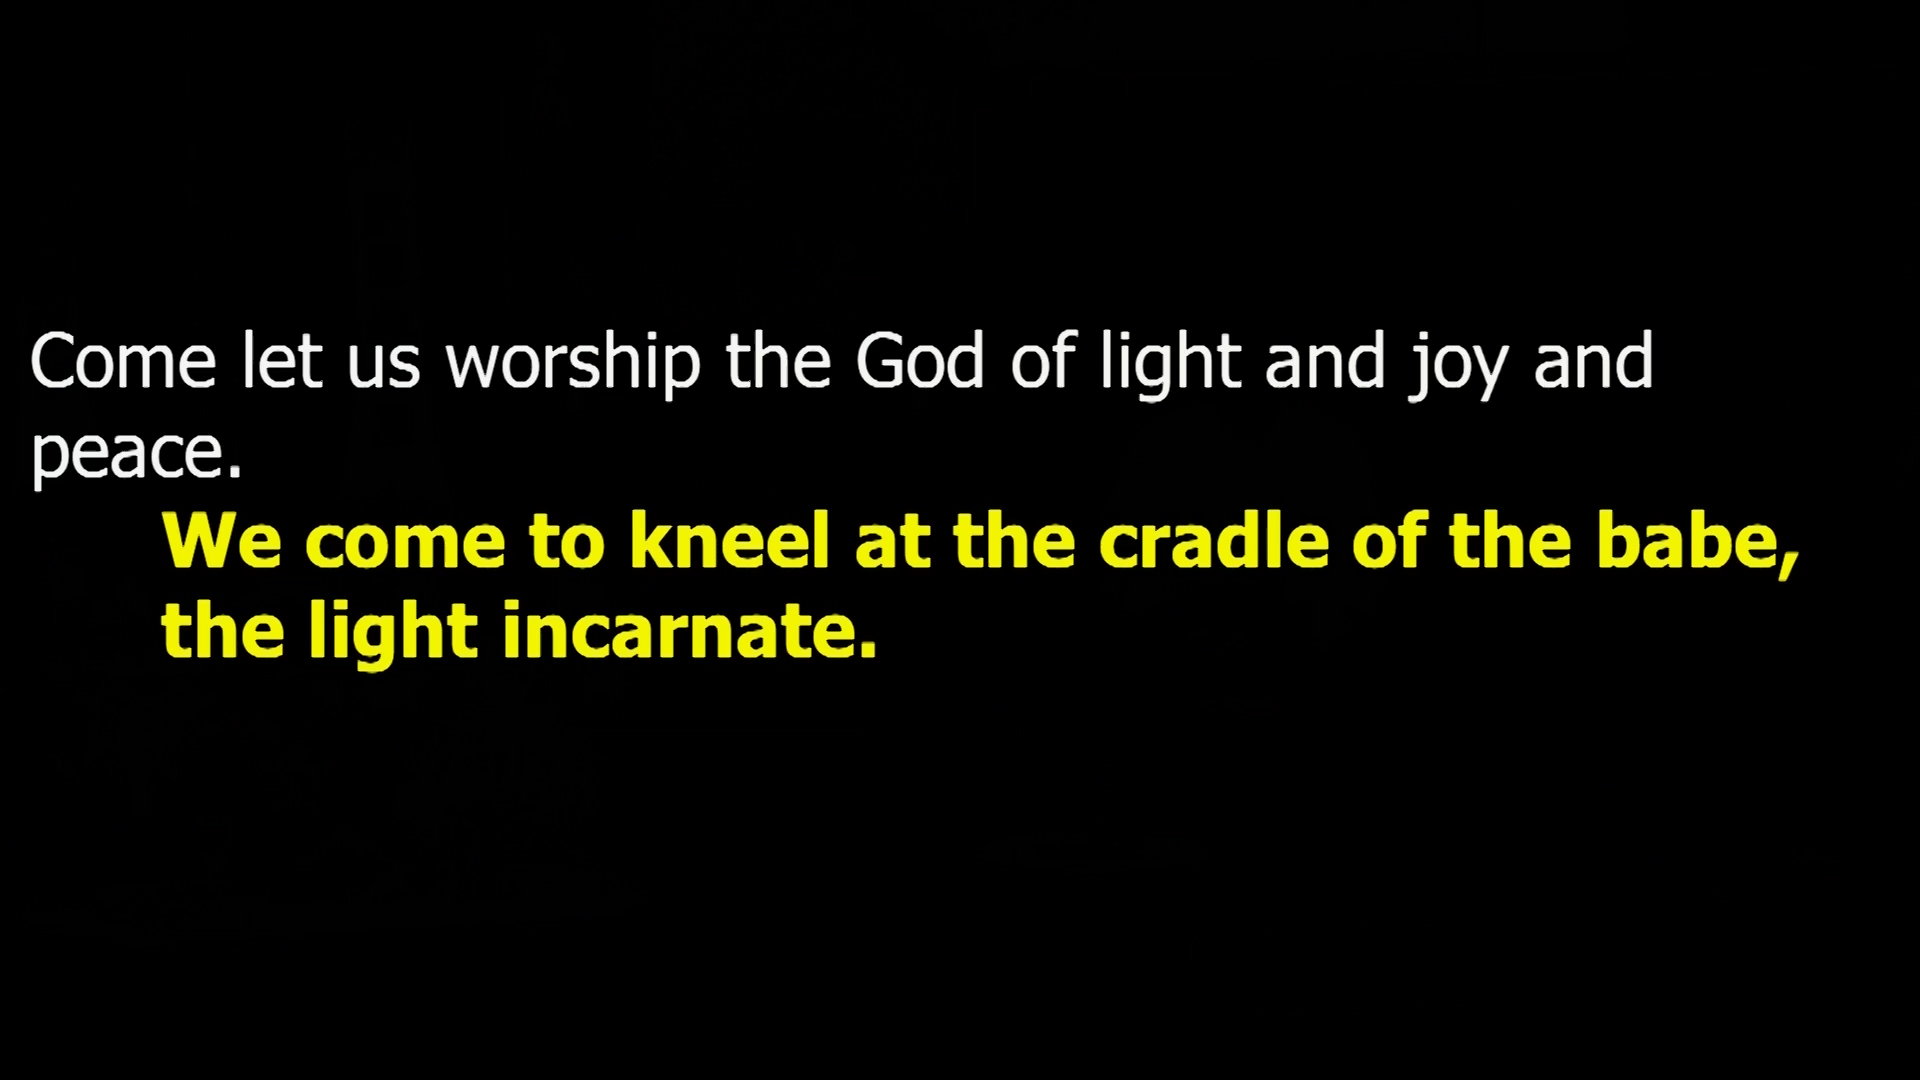 Come let us worship the God of light and joy and
peace.
We come to kneel at the cradle of the babe,
the light incarnate.